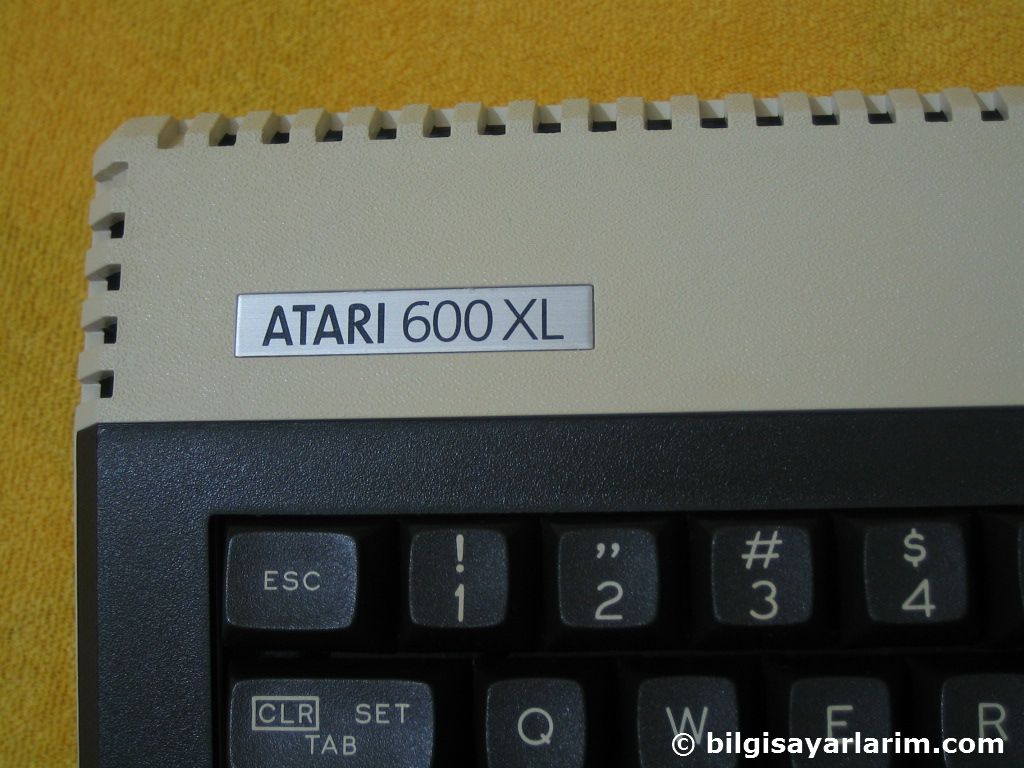 ATARI 600 XL
ESC ! " # $
1 2 3 4
CLR SET Q W E R
TAB
© bilgisayarlarim.com